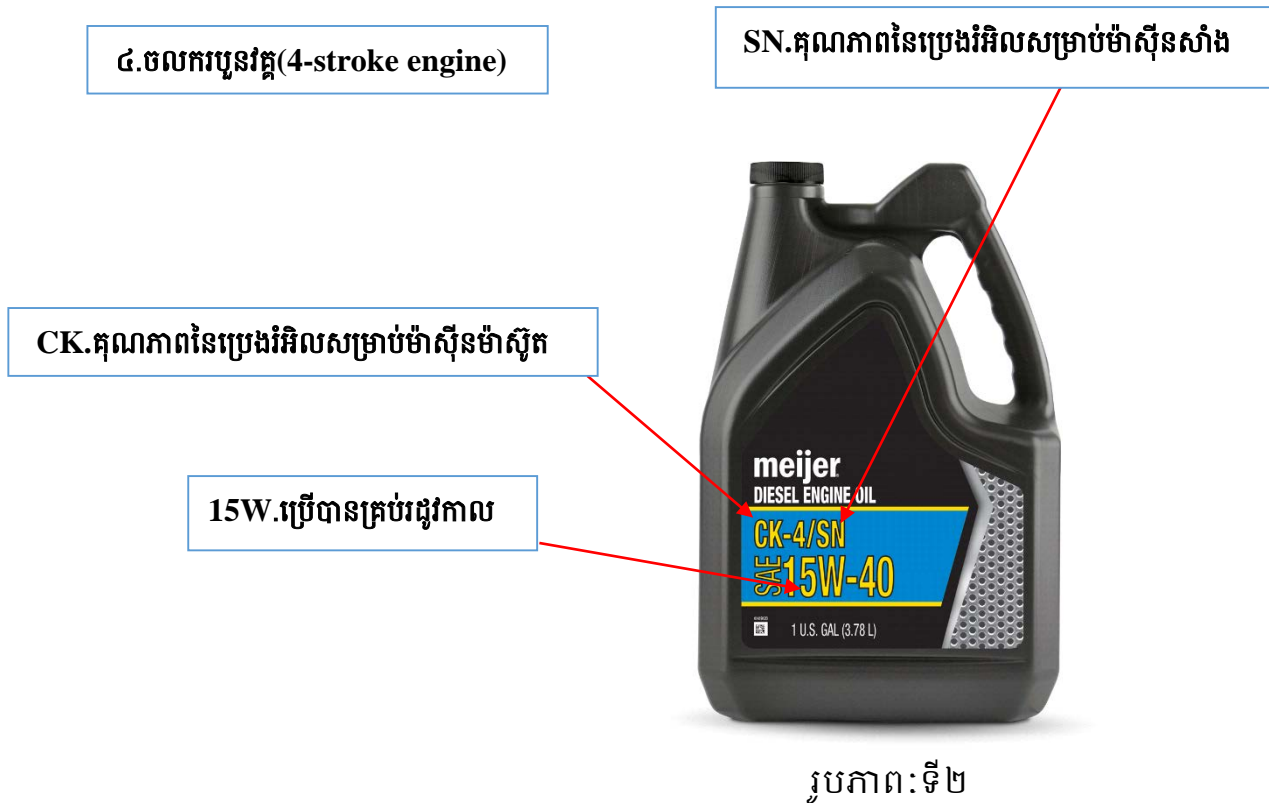 ៤.ចលករបួនវគ្គ(4-stroke engine)
SN.គុណភាពនៃប្រេងរំអិលសម្រាប់ម៉ាស៊ីនសាំង
CK.គុណភាពនៃប្រេងរំអិលសម្រាប់ម៉ាស៊ីនម៉ាស៊ូត
15W.ប្រើបានគ្រប់រដូវកាល
meijer
DIESEL ENGINE OIL
CK-4/SN
SAE 15W-40
1 U.S. GAL (3.78 L)
រូបភាព:ទី២